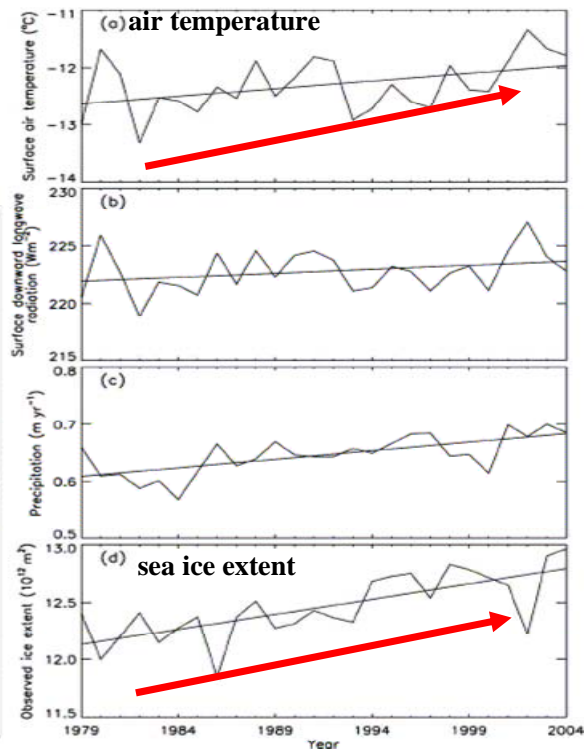 (a) air temperature
Surface air temperature (°C)
-11
-12
-13
-14
(b)
Surface downward longwave
radiation (Wm⁻²)
230
225
220
215
(c)
Precipitation (m yr⁻¹)
0.8
0.7
0.6
0.5
(d) sea ice extent
Observed ice extent (10¹² m²)
13.0
12.5
12.0
11.5
1979 1984 1989 1994 1999 2004
Year